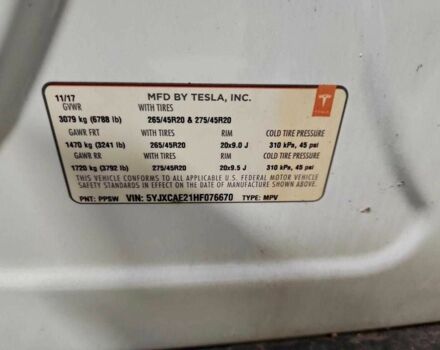 11/17 MFD BY TESLA, INC.
GVWR WITH TIRES
3079 kg (6788 lb) 265/45R20 & 275/45R20
GAWR FRT WITH TIRES RIM COLD TIRE PRESSURE
1470 kg (3241 lb) 265/45R20 20x9.0 J 310 kPa, 45 psi
GAWR RR WITH TIRES RIM COLD TIRE PRESSURE
1720 kg (3792 lb) 275/45R20 20x9.5 J 310 kPa, 45 psi
THIS VEHICLE CONFORMS TO ALL APPLICABLE U.S. FEDERAL MOTOR VEHICLE
SAFETY STANDARDS IN EFFECT ON THE DATE OF MANUFACTURE SHOWN ABOVE.
PNT: PPSW VIN: 5YJXCAE21HF076670 TYPE: MPV